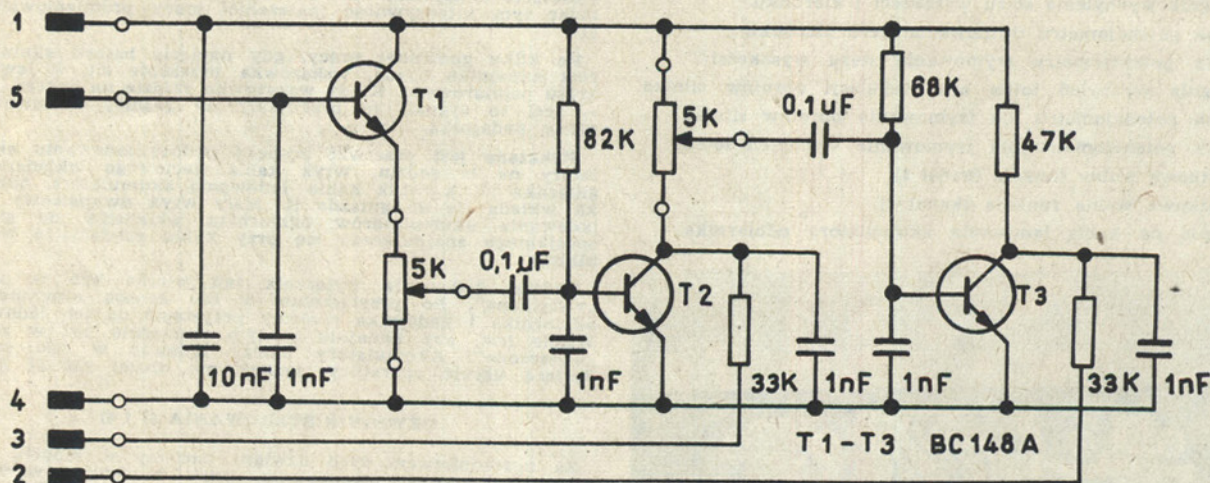 1
5
T1
82K
5K
0,1uF
68K
47K
5K
0,1µF
T2
T3
10nF
1nF
1nF
33K
1nF
1nF
33K
1nF
4
3
2
T1-T3 BC148A